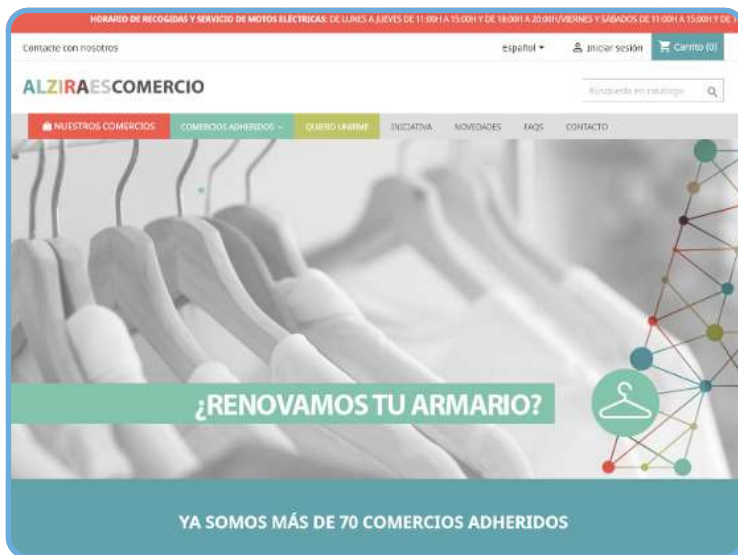 HORARIO DE RECOGIDAS Y SERVICIO DE MOTOS ELÉCTRICAS: DE LUNES A JUEVES DE 11:00H A 15:00H Y DE 18:00H A 20:00H/VIERNES Y SÁBADOS DE 11:00H A 15:00H Y DE
Contacte con nosotros
Español
Iniciar sesión
Carrito (0)
ALZIRAESCOMERCIO
Búsqueda en catálogo
NUESTROS COMERCIOS
COMERCIOS ADHERIDOS
QUIERO UNIRME
INICIATIVA
NOVEDADES
FAQS
CONTACTO
¿RENOVAMOS TU ARMARIO?
YA SOMOS MÁS DE 70 COMERCIOS ADHERIDOS